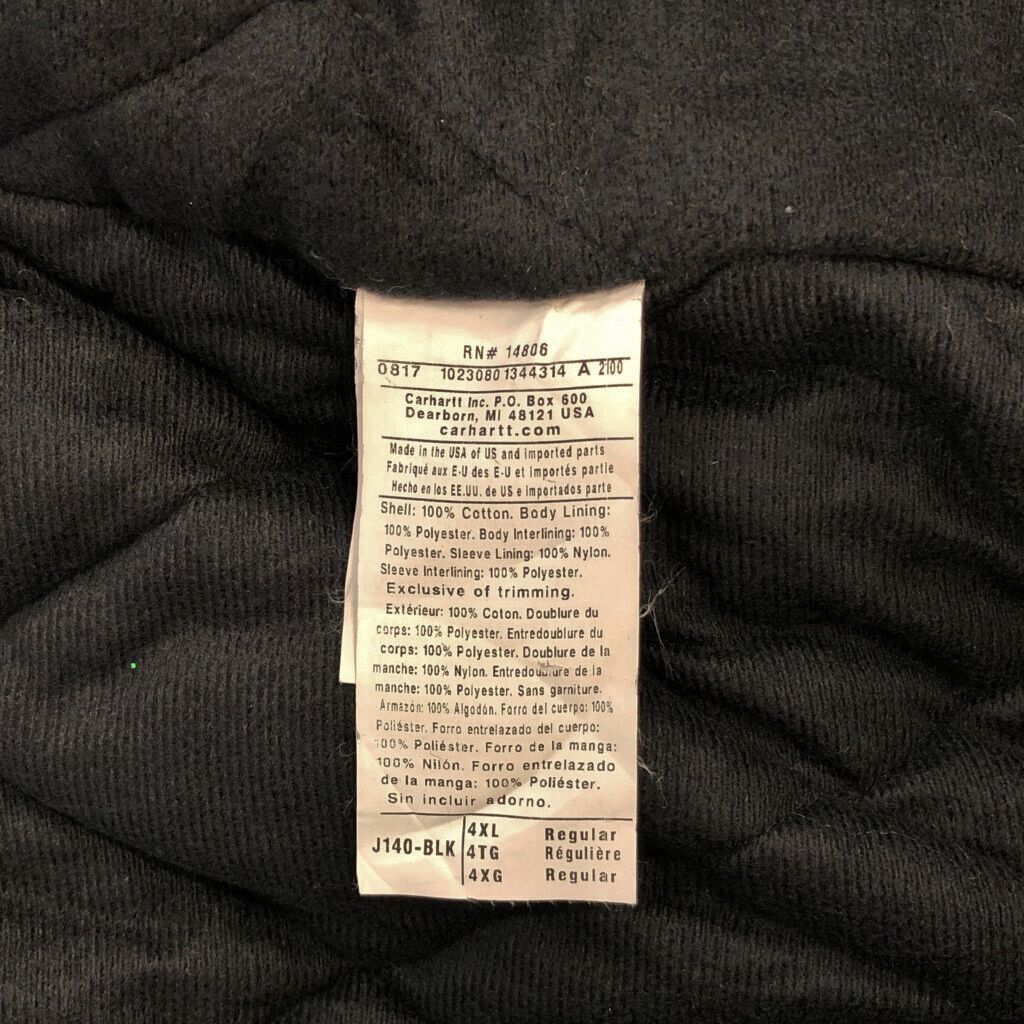 RN# 14806
0817 10230801344314 A 2100
Carhartt Inc. P.O. Box 600
Dearborn, MI 48121 USA
carhartt.com
Made in the USA of US and imported parts
Fabriqué aux E-U des E-U et Importés partie
Hecho en los EE.UU. de US e Importados parte
Shell: 100% Cotton. Body Lining:
100% Polyester. Body Interlining: 100%
Polyester. Sleeve Lining: 100% Nylon.
Sleeve Interlining: 100% Polyester.
Exclusive of trimming.
Extérieur: 100% Coton. Doublure du
corps: 100% Polyester. Entredoublure du
corps: 100% Polyester. Doublure de la
manche: 100% Nylon. Entredoublure de la
manche: 100% Polyester. Sans garniture.
Armazón: 100% Algodón. Forro del cuerpo: 100%
Poliéster. Forro entrelazado del cuerpo:
100% Poliéster. Forro de la manga:
100% Nilón. Forro entrelazado
de la manga: 100% Poliéster.
Sin incluir adorno.
4XL Regular
J140-BLK 4TG Régulière
4XG Regular